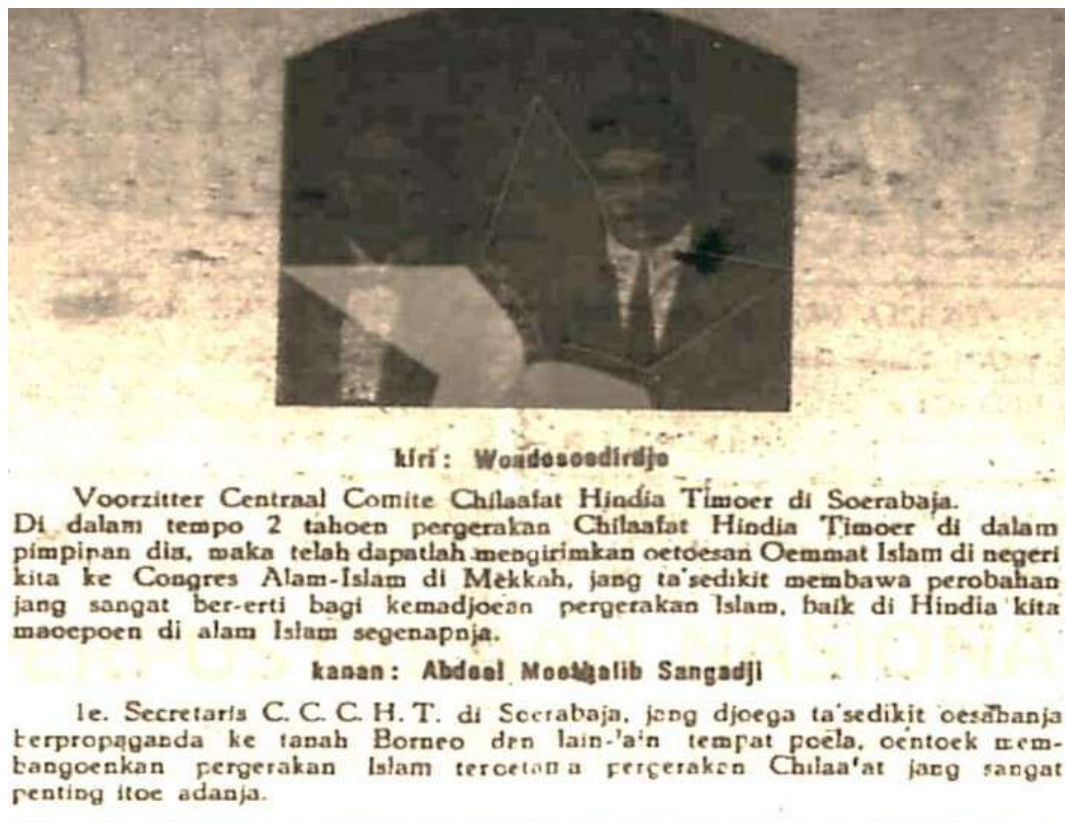 kiri : Wondosoedirdjo
Voorzitter Centraal Comite Chilaafat Hindia Timoer di Soerabaja.
Di dalam tempo 2 tahoen pergerakan Chilaafat Hindia Timoer di dalam
pimpinan dia, maka telah dapatlah mengirimkan oetoesan Oemmat Islam di negeri
kita ke Congres Alam-Islam di Mekkah, jang ta'sedikit membawa perobahan
jang sangat ber-erti bagi kemadjoean pergerakan Islam, baik di Hindia kita
maoepoen di alam Islam segenapnja.
ERPUSTAKAAN NASIONA
kanan : Abdoel Moethalib Sangadji
1e. Secretaris C. C. C. H. T. di Soerabaja, jang djoega ta'sedikit oesahanja
berpropaganda ke tanah Borneo dan lain-lain tempat poela, oentoek mem-
bangoenkan pergerakan Islam teroetama pergerakan Chilaafat jang sangat
penting itoe adanja.